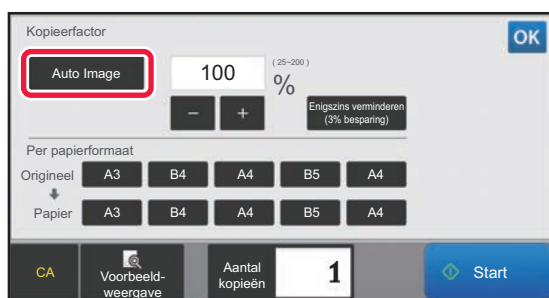 Kopieerfactor
OK
Auto Image
100
(25~200)
%
−
+
Enigszins verminderen
(3% besparing)
Per papierformaat
Origineel A3 B4 A4 B5 A4
Papier A3 B4 A4 B5 A4
CA
Voorbeeld-
weergave
Aantal
kopieën
1
Start